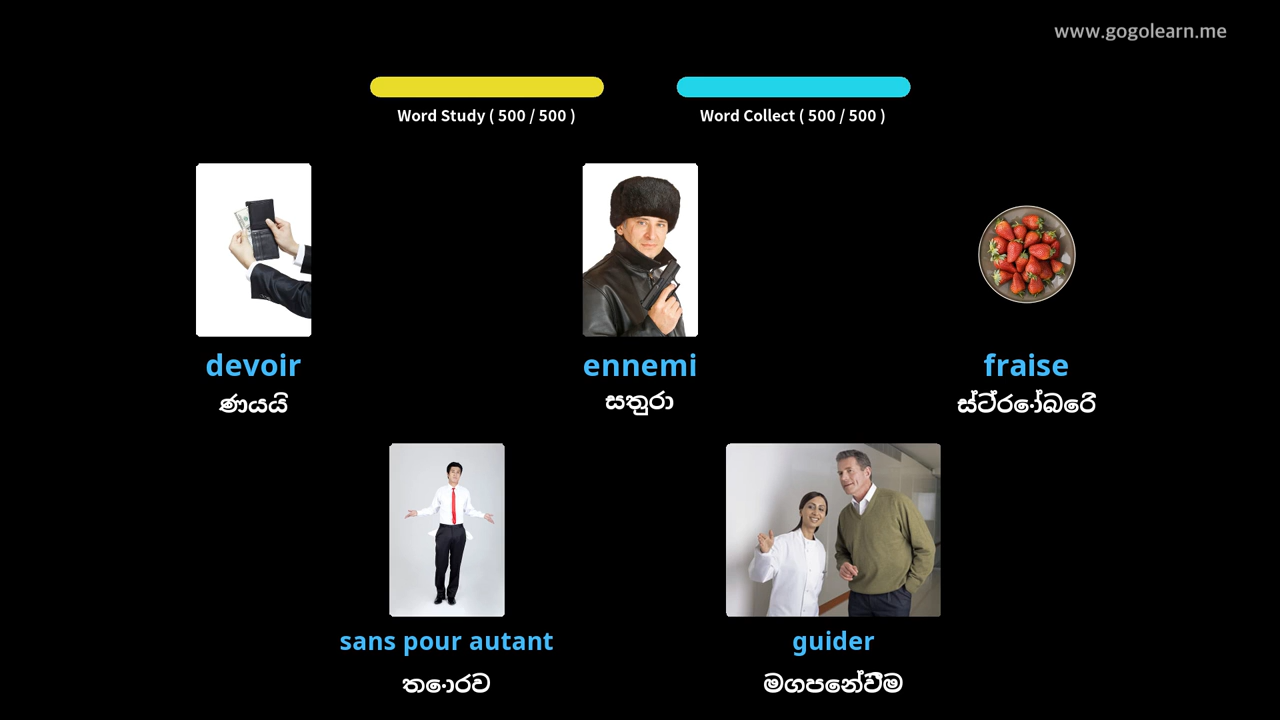 www.gogolearn.me
Word Study ( 500 / 500 )
Word Collect ( 500 / 500 )
devoir
ණයයි
ennemi
සතුරා
fraise
ස්ට්රෝබෙරි
sans pour autant
තොරව
guider
මගපෙන්වීම